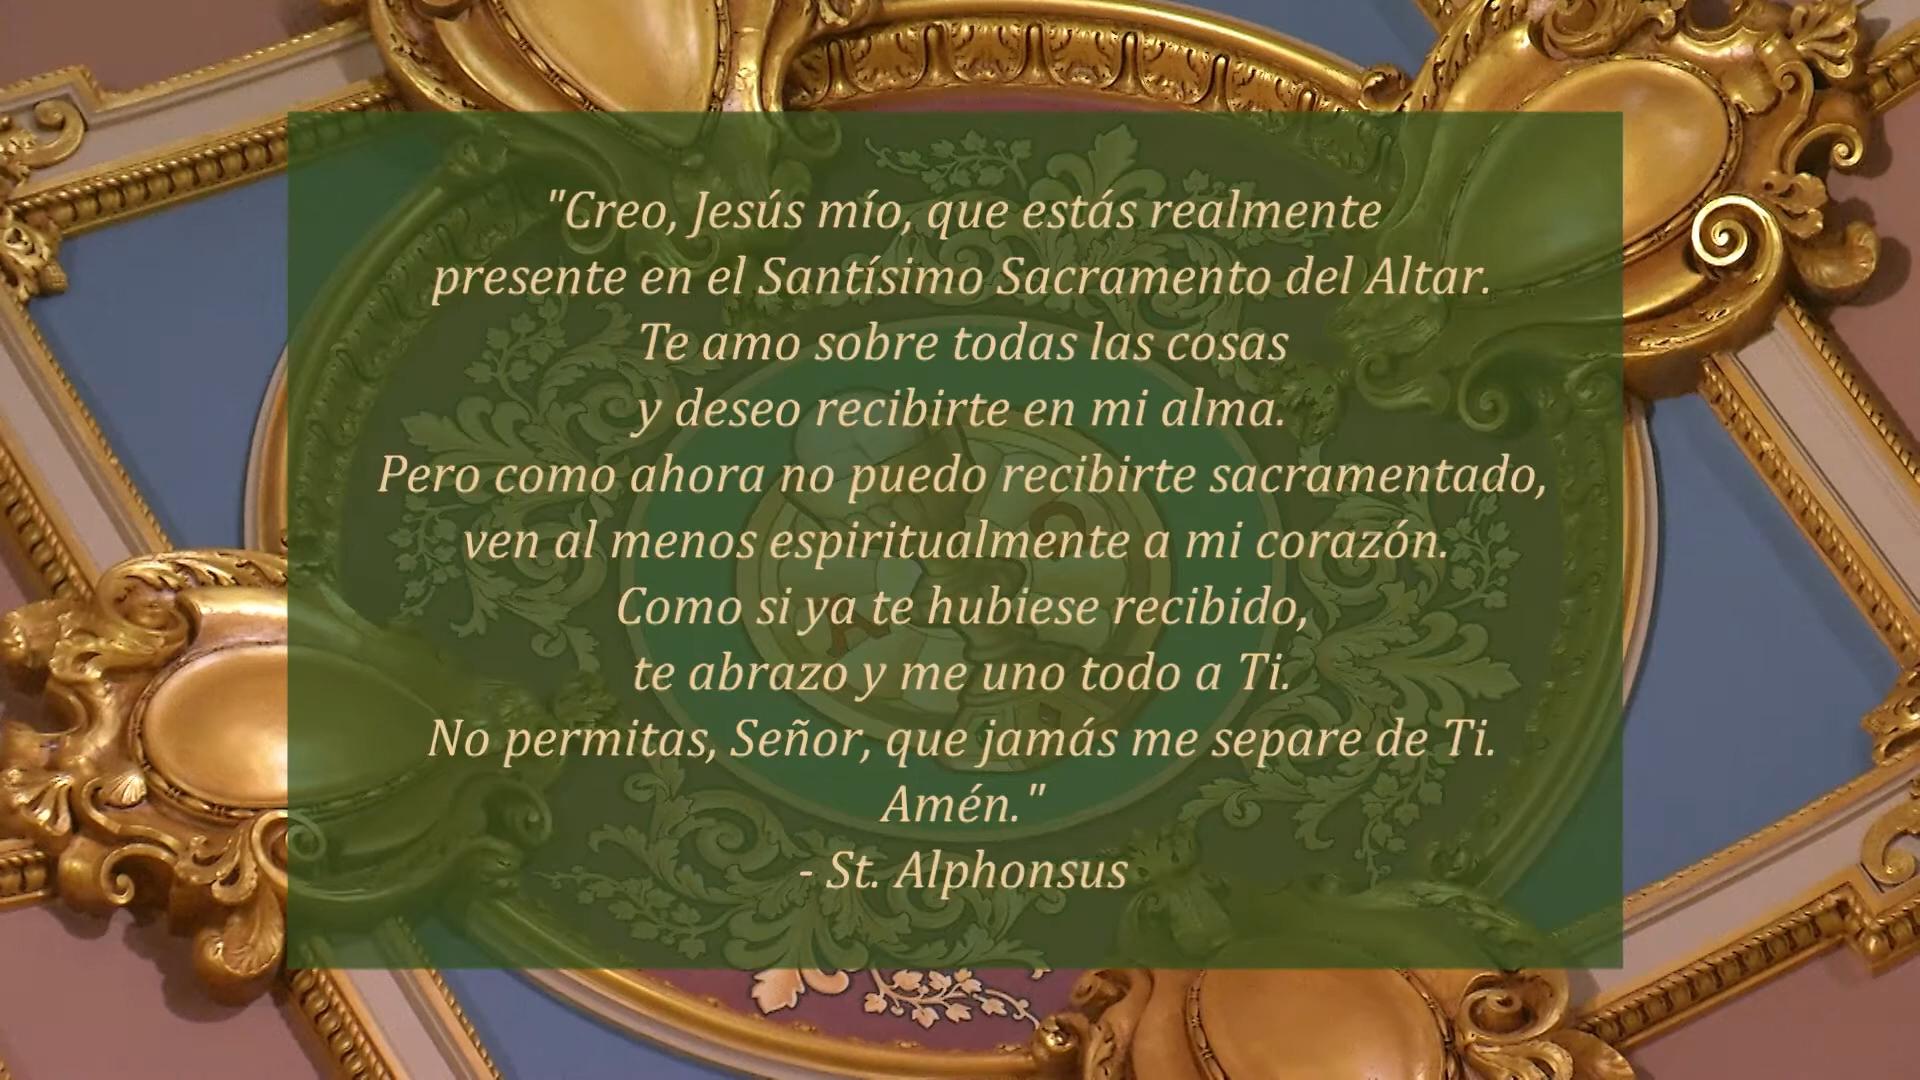 "Creo, Jesús mío, que estás realmente
presente en el Santísimo Sacramento del Altar.
Te amo sobre todas las cosas
y deseo recibirte en mi alma.
Pero como ahora no puedo recibirte sacramentado,
ven al menos espiritualmente a mi corazón.
Como si ya te hubiese recibido,
te abrazo y me uno todo a Ti.
No permitas, Señor, que jamás me separe de Ti.
Amén."
- St. Alphonsus